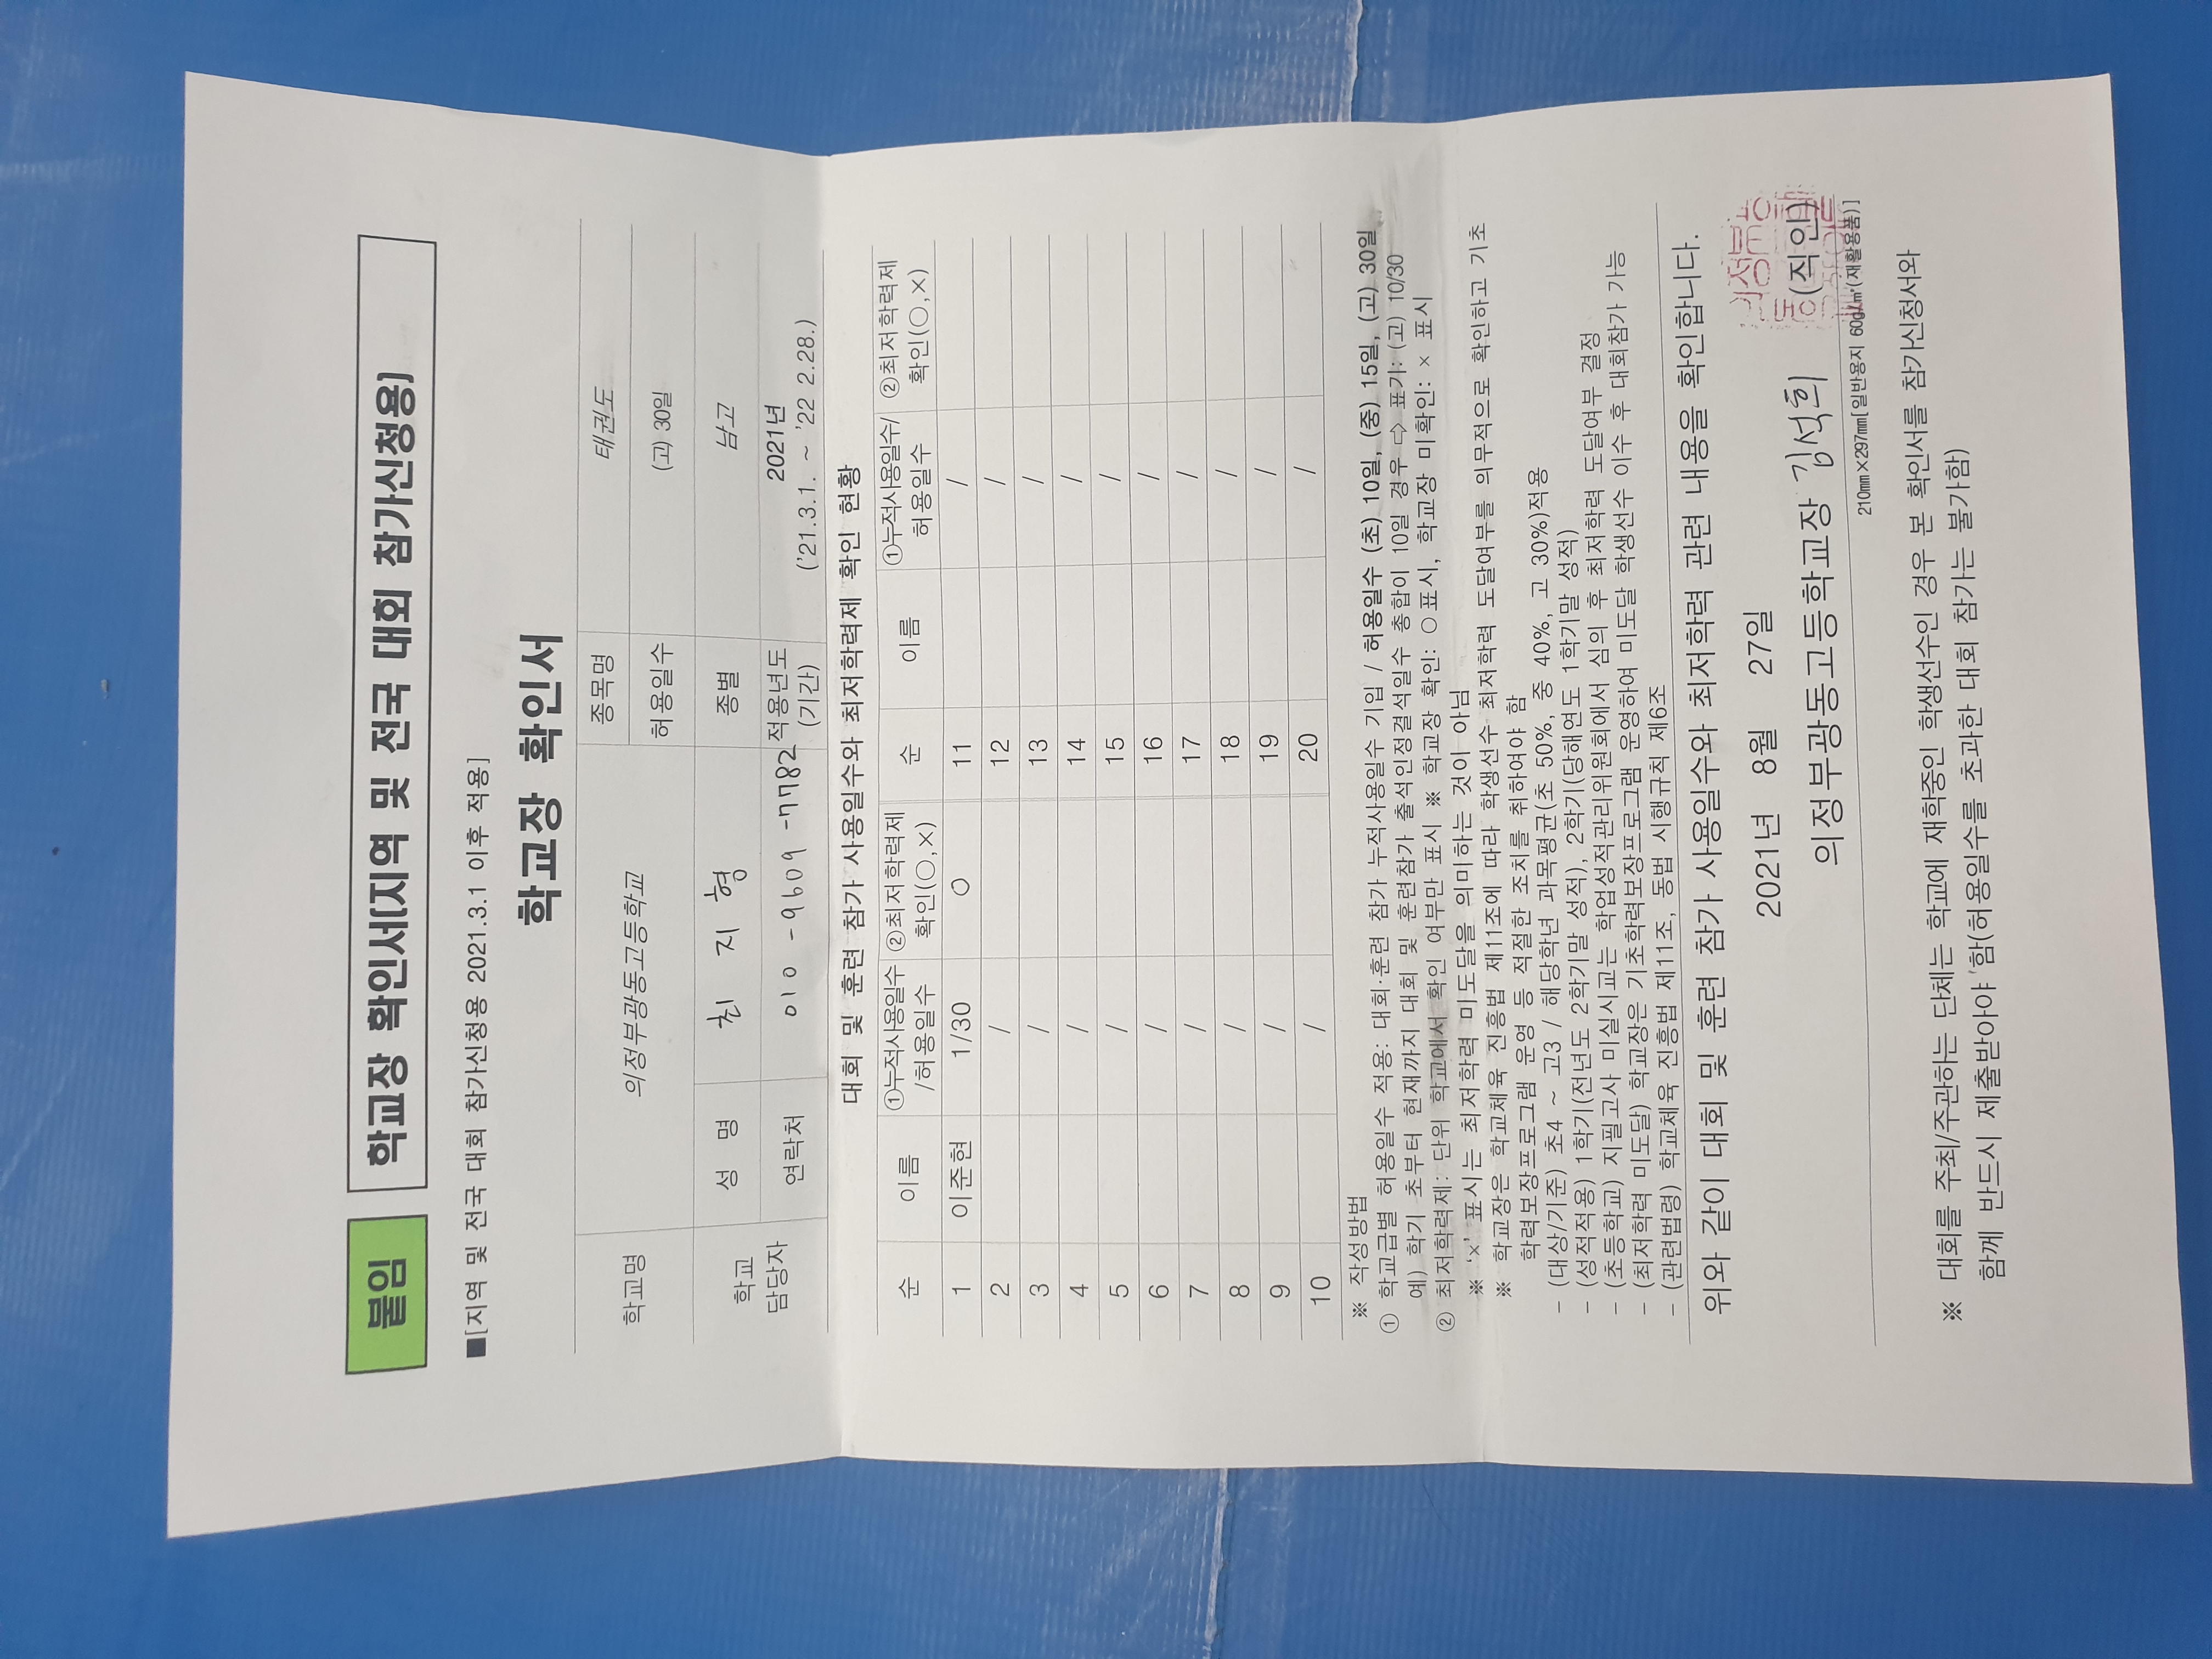 붙임
학교장 확인서[지역 및 전국 대회 참가신청용]
■[지역 및 전국 대회 참가신청용 2021.3.1 이후 적용]
학교장 확인서
학교명 의정부광동고등학교 종목명 태권도
허용일수 (고) 30일
학교 담당자 성 명 최 지 형 종별 남고
연락처 010-9609-7782 적용년도 (기간) 2021년 ('21.3.1. ~ '22 2.28.)
대회 및 훈련 참가 사용일수와 최저학력제 확인 현황
순 이름 ①누적사용일수/허용일수 ②최저학력제 확인(○,×) 순 이름 ①누적사용일수/허용일수 ②최저학력제 확인(○,×)
1 이준현 1/30 ○ 11 /
2 / 12 /
3 / 13 /
4 / 14 /
5 / 15 /
6 / 16 /
7 / 17 /
8 / 18 /
9 / 19 /
10 / 20 /
※ 작성방법
① 학교급별 허용일수 적용: 대회·훈련 참가 누적사용일수 기입 / 허용일수 (초) 10일, (중) 15일, (고) 30일
예) 학기 초부터 현재까지 대회 및 훈련참가 출석인정결석일수 총합이 10일 경우 ⇨ 표기: (고) 10/30
② 최저학력제: 단위 학교에서 확인 여부만 표시 ※ 학교장 확인: ○ 표시, 학교장 미확인: × 표시
※ '×' 표시는 최저학력 미도달을 의미하는 것이 아님
※ 학교장은 학교체육 진흥법 제11조에 따라 학생선수 최저학력 도달여부를 의무적으로 확인하고 기초
학력보장프로그램 운영 등 적절한 조치를 취하여야 함
- (대상/기준) 초4 ~ 고3 / 해당학년 과목평균(초 50%, 중 40%, 고 30%)적용
- (성적적용) 1학기(전년도 2학기말 성적), 2학기(당해연도 1학기말 성적)
- (초등학교) 지필고사 미실시교는 학업성적관리위원회에서 심의 후 최저학력 도달여부 결정
- (최저학력 미도달) 학교장은 기초학력보장프로그램 운영하여 미도달 학생선수 이수 후 대회참가 가능
- (관련법령) 학교체육 진흥법 제11조, 동법 시행규칙 제6조
위와 같이 대회 및 훈련 참가 사용일수와 최저학력 관련 내용을 확인합니다.
2021년 8월 27일
의정부광동고등학교장 김석희 (직인)
210㎜×297㎜[일반용지 60g/㎡(재활용품)]
※ 대회를 주최/주관하는 단체는 학교에 재학중인 학생선수인 경우 본 확인서를 참가신청서와
함께 반드시 제출받아야 함(허용일수를 초과한 대회 참가는 불가함)